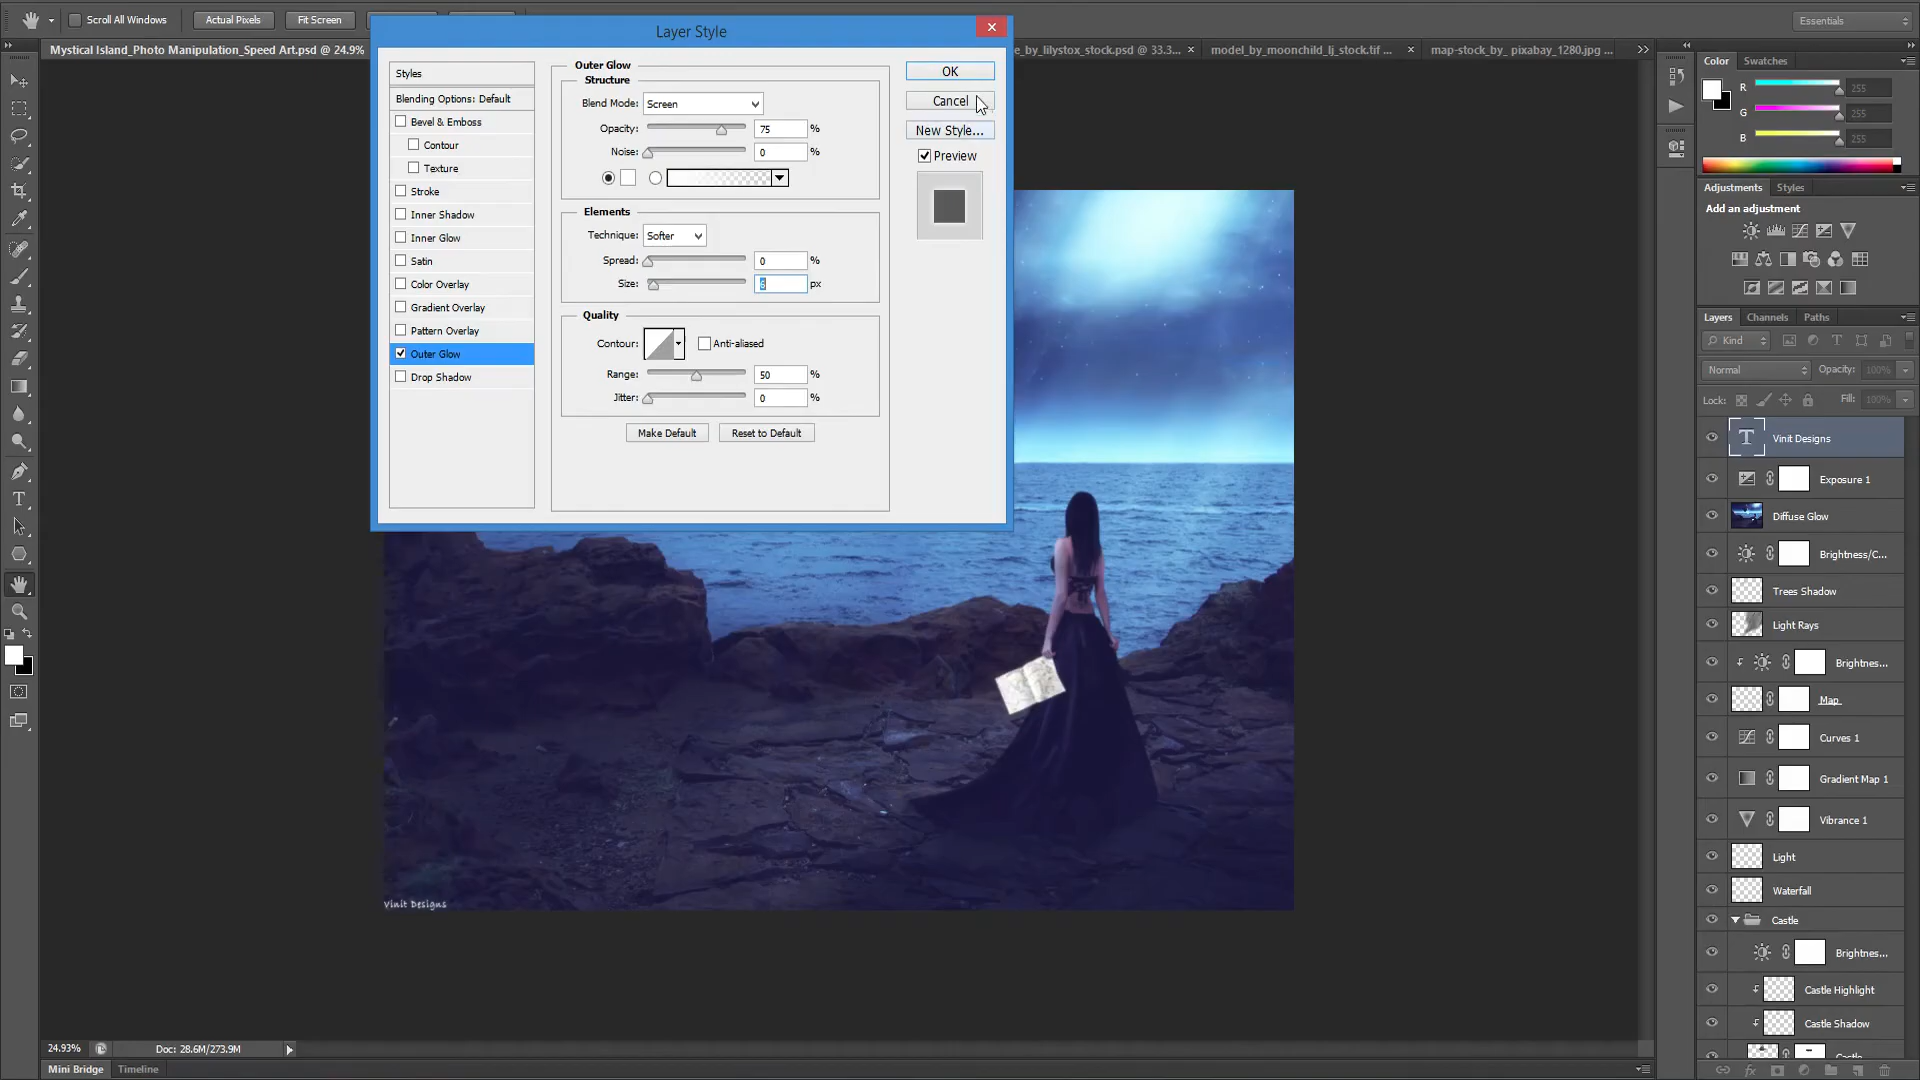 Scroll All Windows
Actual Pixels
Fit Screen
Essentials
Mystical Island_Photo Manipulation_Speed Art.psd @ 24.9%
e_by_lilystox_stock.psd @ 33.3...
model_by_moonchild_lj_stock.tif ...
map-stock_by_ pixabay_1280.jpg ...
Layer Style
Styles
Blending Options: Default
Bevel & Emboss
Contour
Texture
Stroke
Inner Shadow
Inner Glow
Satin
Color Overlay
Gradient Overlay
Pattern Overlay
Outer Glow
Drop Shadow
Outer Glow
Structure
Blend Mode: Screen
Opacity: 75 %
Noise: 0 %
Elements
Technique: Softer
Spread: 0 %
Size: 6 px
Quality
Contour: Anti-aliased
Range: 50 %
Jitter: 0 %
Make Default
Reset to Default
OK
Cancel
New Style...
Preview
Color
Swatches
R 255
G 255
B 255
Adjustments
Styles
Add an adjustment
Layers
Channels
Paths
Kind
Normal
Opacity: 100%
Lock:
Fill: 100%
Vinit Designs
Exposure 1
Diffuse Glow
Brightness/C...
Trees Shadow
Light Rays
Brightnes...
Map
Curves 1
Gradient Map 1
Vibrance 1
Light
Waterfall
Castle
Brightnes...
Castle Highlight
Castle Shadow
Castle
Vinit Designs
24.93%
Doc: 28.6M/273.9M
Mini Bridge
Timeline